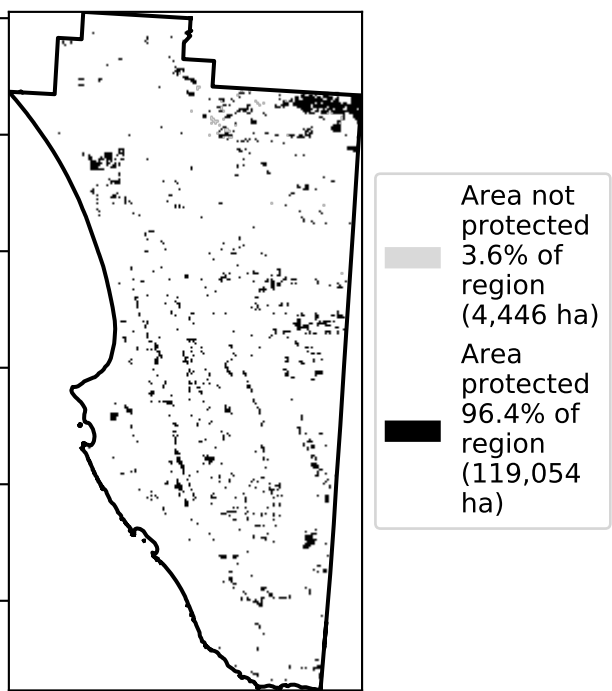 Area not
protected
3.6% of
region
(4,446 ha)
Area
protected
96.4% of
region
(119,054
ha)